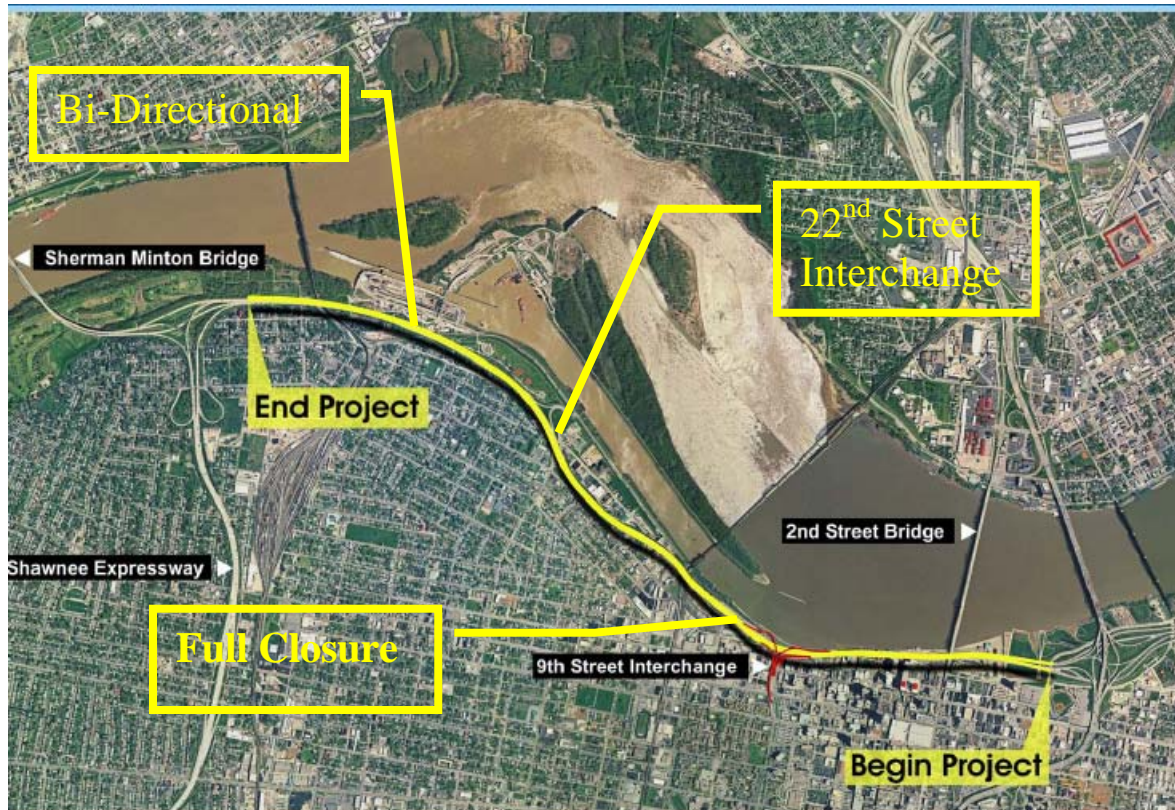 Bi-Directional
22nd Street
Interchange
Sherman Minton Bridge
End Project
2nd Street Bridge
Shawnee Expressway
Full Closure
9th Street Interchange
Begin Project